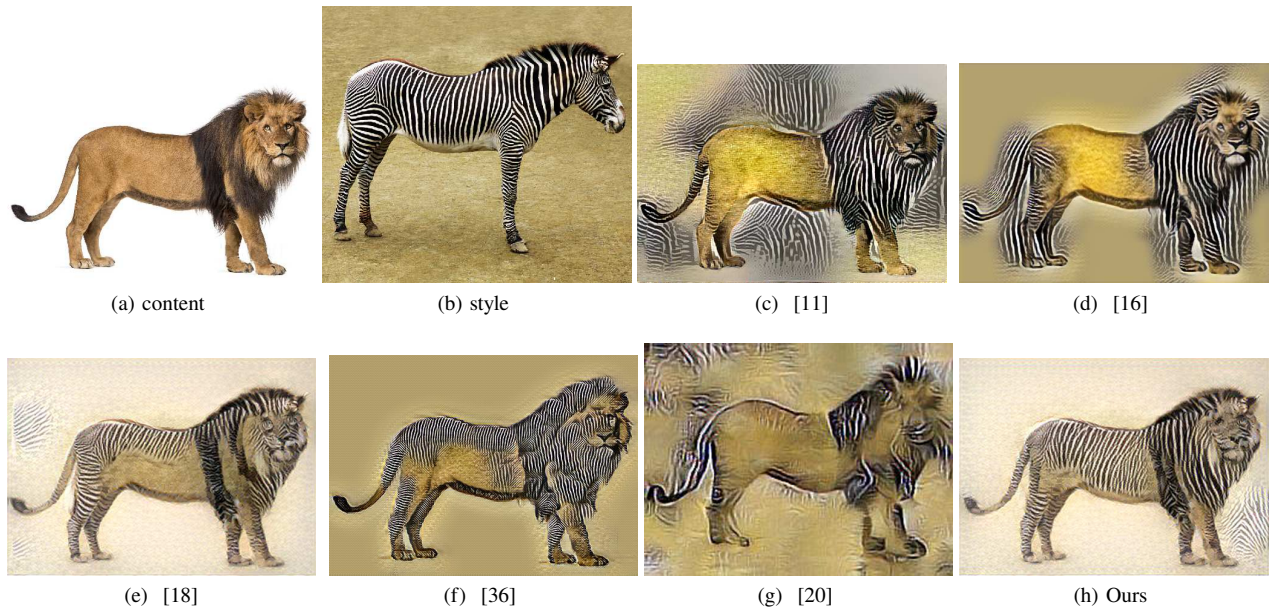 (a) content
(b) style
(c) [11]
(d) [16]
(e) [18]
(f) [36]
(g) [20]
(h) Ours